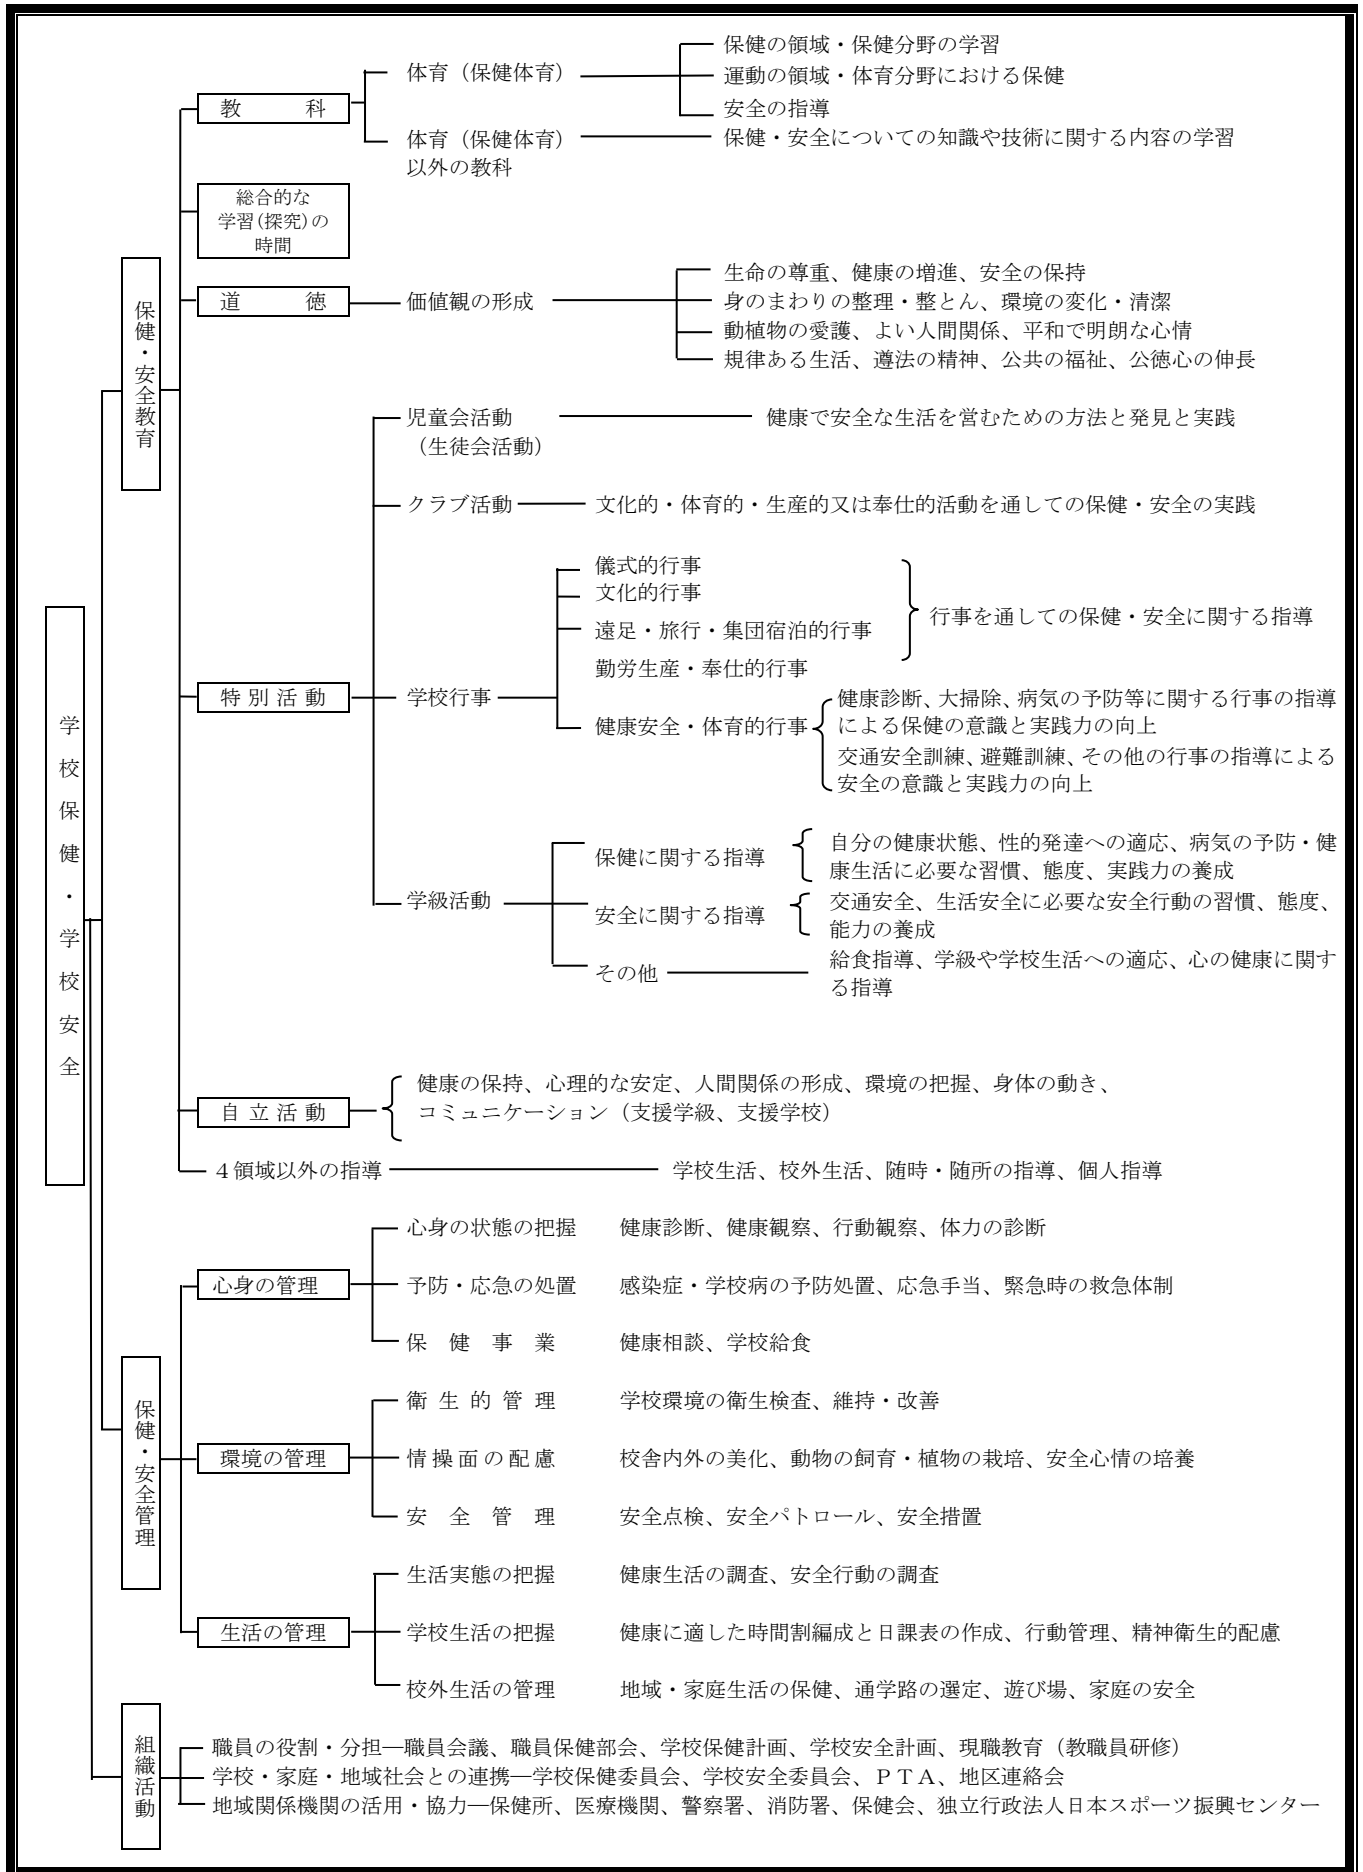 学校保健・学校安全
保健・安全教育
教　　　科
体育（保健体育）
保健の領域・保健分野の学習
運動の領域・体育分野における保健
安全の指導
体育（保健体育）
以外の教科
保健・安全についての知識や技術に関する内容の学習
総合的な
学習(探究)の
時間
道　　　徳
価値観の形成
生命の尊重、健康の増進、安全の保持
身のまわりの整理・整とん、環境の変化・清潔
動植物の愛護、よい人間関係、平和で明朗な心情
規律ある生活、遵法の精神、公共の福祉、公徳心の伸長
特別活動
児童会活動
（生徒会活動）
健康で安全な生活を営むための方法と発見と実践
クラブ活動
文化的・体育的・生産的又は奉仕的活動を通しての保健・安全の実践
学校行事
儀式的行事
文化的行事
遠足・旅行・集団宿泊的行事
勤労生産・奉仕的行事
行事を通しての保健・安全に関する指導
健康安全・体育的行事
健康診断、大掃除、病気の予防等に関する行事の指導
による保健の意識と実践力の向上
交通安全訓練、避難訓練、その他の行事の指導による
安全の意識と実践力の向上
学級活動
保健に関する指導
自分の健康状態、性的発達への適応、病気の予防・健
康生活に必要な習慣、態度、実践力の養成
安全に関する指導
交通安全、生活安全に必要な安全行動の習慣、態度、
能力の養成
その他
給食指導、学級や学校生活への適応、心の健康に関す
る指導
自立活動
健康の保持、心理的な安定、人間関係の形成、環境の把握、身体の動き、
コミュニケーション（支援学級、支援学校）
４領域以外の指導
学校生活、校外生活、随時・随所の指導、個人指導
保健・安全管理
心身の管理
心身の状態の把握　健康診断、健康観察、行動観察、体力の診断
予防・応急の処置　感染症・学校病の予防処置、応急手当、緊急時の救急体制
保　健　事　業　健康相談、学校給食
環境の管理
衛生的管理　学校環境の衛生検査、維持・改善
情操面の配慮　校舎内外の美化、動物の飼育・植物の栽培、安全心情の培養
安　全　管　理　安全点検、安全パトロール、安全措置
生活の管理
生活実態の把握　健康生活の調査、安全行動の調査
学校生活の把握　健康に適した時間割編成と日課表の作成、行動管理、精神衛生的配慮
校外生活の管理　地域・家庭生活の保健、通学路の選定、遊び場、家庭の安全
組織活動
職員の役割・分担―職員会議、職員保健部会、学校保健計画、学校安全計画、現職教育（教職員研修）
学校・家庭・地域社会との連携―学校保健委員会、学校安全委員会、ＰＴＡ、地区連絡会
地域関係機関の活用・協力―保健所、医療機関、警察署、消防署、保健会、独立行政法人日本スポーツ振興センター